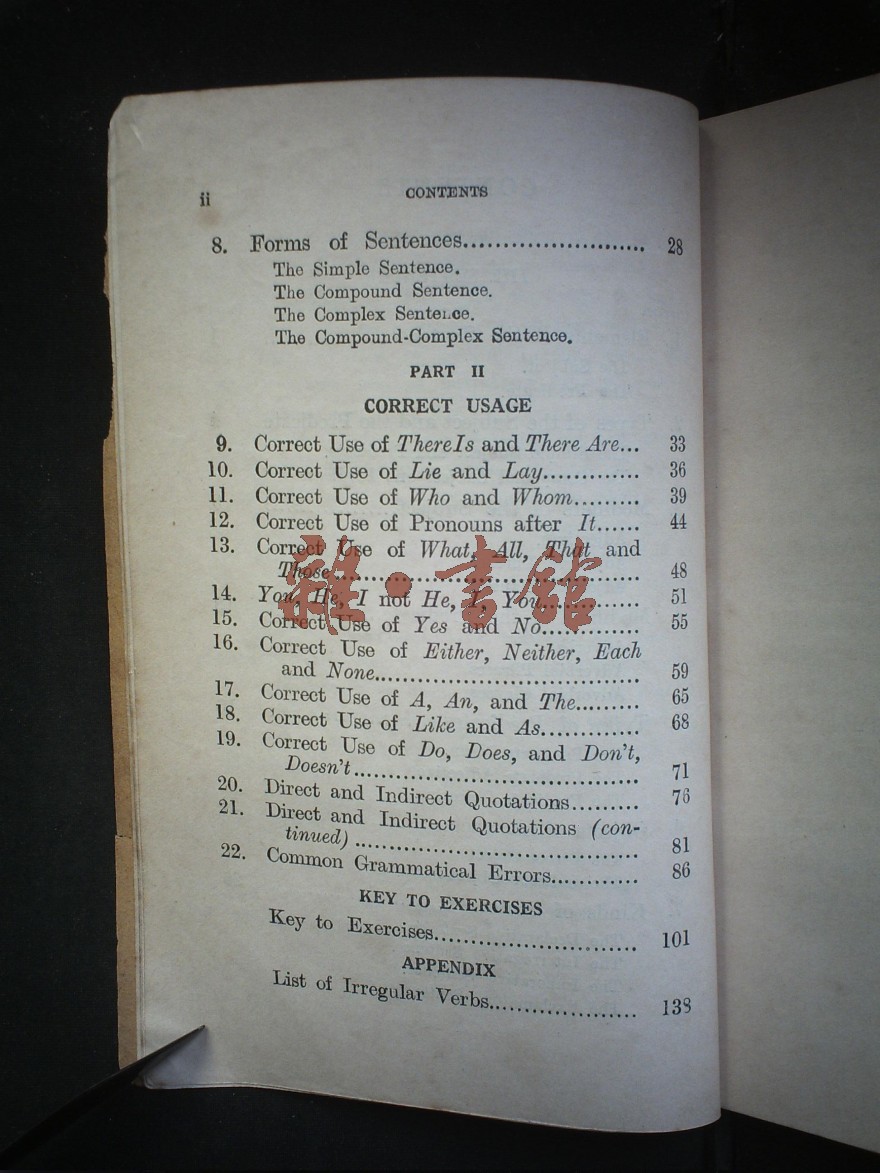 ii CONTENTS
8. Forms of Sentences........................... 28
The Simple Sentence.
The Compound Sentence.
The Complex Sentence.
The Compound-Complex Sentence.
PART II
CORRECT USAGE
9. Correct Use of ThereIs and There Are... 33
10. Correct Use of Lie and Lay............. 36
11. Correct Use of Who and Whom......... 39
12. Correct Use of Pronouns after It...... 44
13. Correct Use of What, All, That and
Those....................................... 48
14. You, He, I not He, I, You............. 51
15. Correct Use of Yes and No............. 55
16. Correct Use of Either, Neither, Each
and None.................................... 59
17. Correct Use of A, An, and The......... 65
18. Correct Use of Like and As............. 68
19. Correct Use of Do, Does, and Don't,
Doesn't....................................... 71
20. Direct and Indirect Quotations......... 76
21. Direct and Indirect Quotations (con-
tinued) ....................................... 81
22. Common Grammatical Errors............ 86
KEY TO EXERCISES
Key to Exercises........................... 101
APPENDIX
List of Irregular Verbs.................... 138
雜·書館